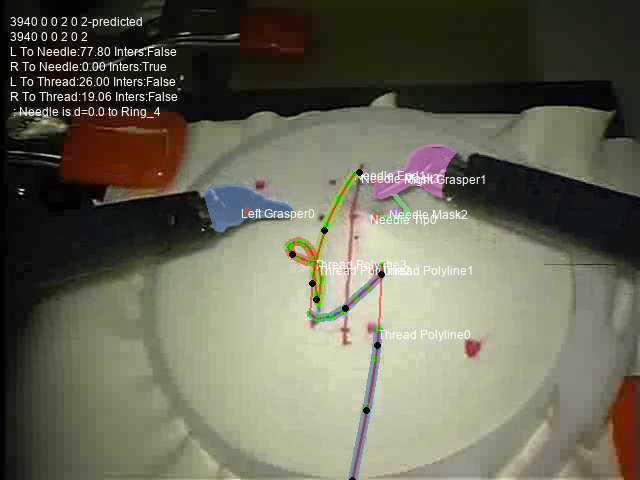 3940 0 0 2 0 2-predicted
3940 0 0 2 0 2
L To Needle:77.80 Inters:False
R To Needle:0.00 Inters:True
L To Thread:26.00 Inters:False
R To Thread:19.06 Inters:False
: Needle is d=0.0 to Ring_4
Needle Mask3 Grasper1
Left Grasper0
Needle Mask2
Needle Tip0
Thread Polyline3
Thread Polyline1
Thread Polyline0